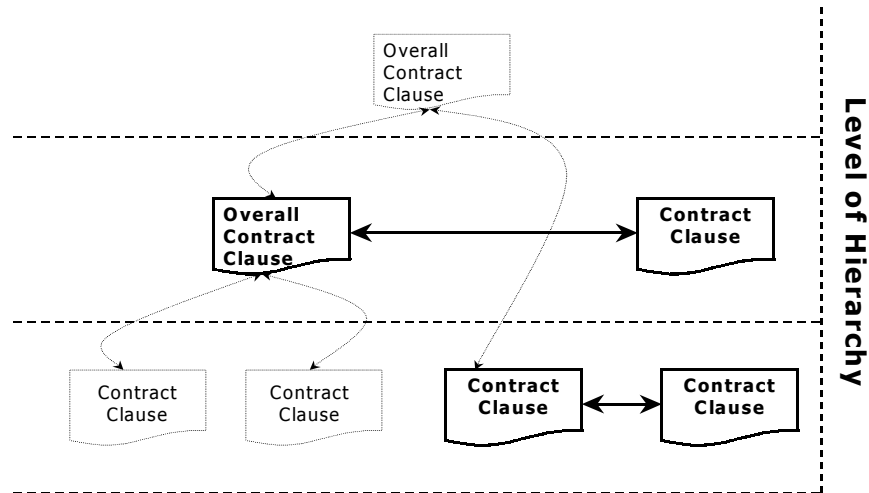 Overall
Contract
Clause
Overall
Contract
Clause
Contract
Clause
Contract
Clause
Contract
Clause
Contract
Clause
Contract
Clause
Level of Hierarchy